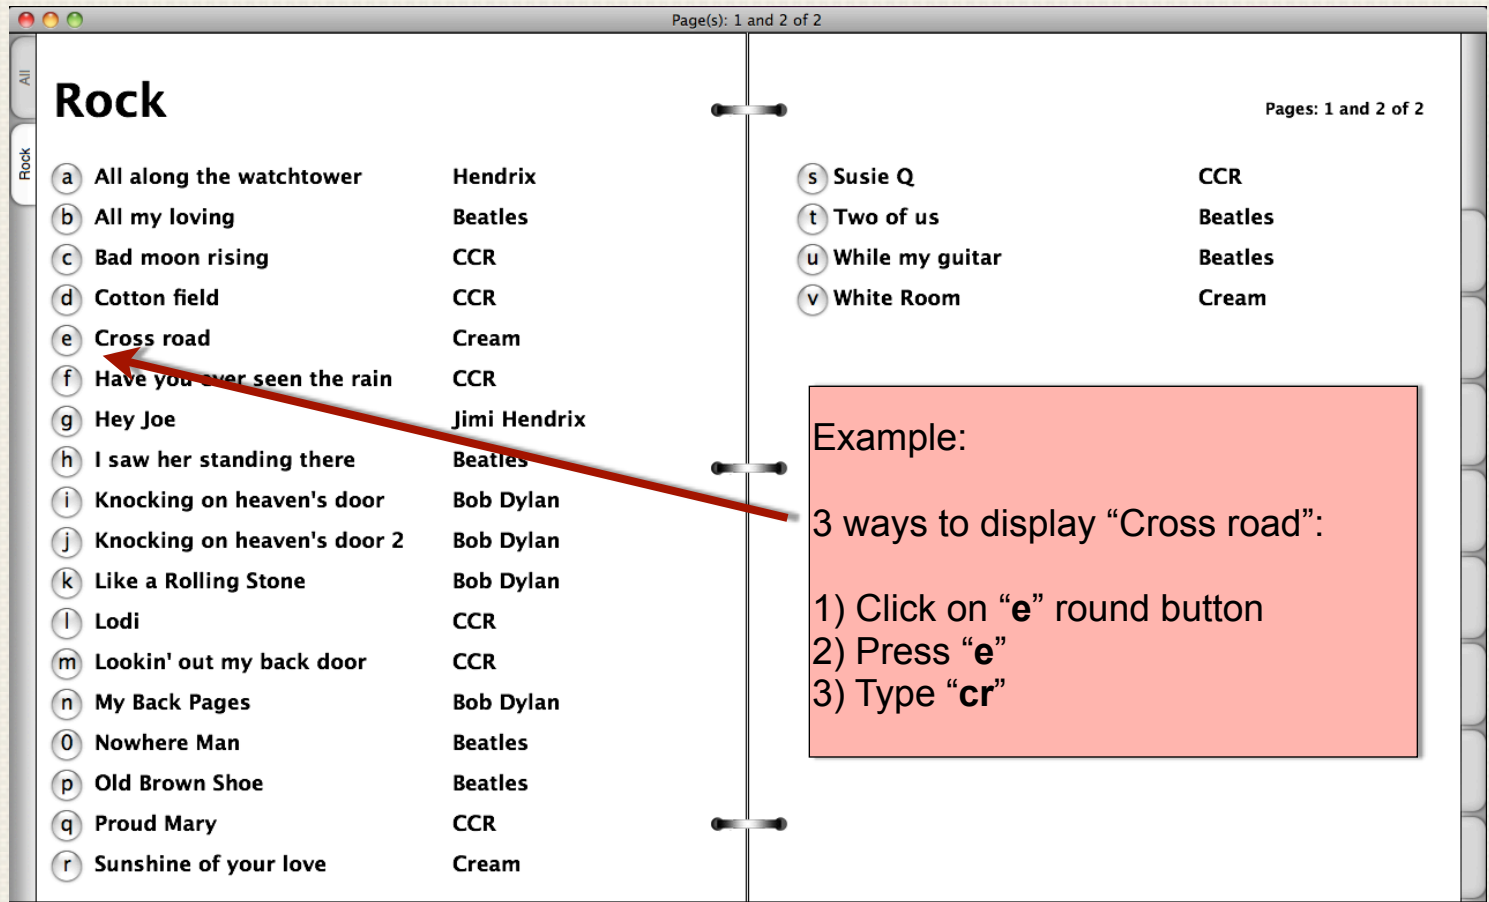 Page(s): 1 and 2 of 2
All
Rock
Rock
Pages: 1 and 2 of 2
a All along the watchtower Hendrix
b All my loving Beatles
c Bad moon rising CCR
d Cotton field CCR
e Cross road Cream
f Have you ever seen the rain CCR
g Hey Joe Jimi Hendrix
h I saw her standing there Beatles
i Knocking on heaven's door Bob Dylan
j Knocking on heaven's door 2 Bob Dylan
k Like a Rolling Stone Bob Dylan
l Lodi CCR
m Lookin' out my back door CCR
n My Back Pages Bob Dylan
0 Nowhere Man Beatles
p Old Brown Shoe Beatles
q Proud Mary CCR
r Sunshine of your love Cream
s Susie Q CCR
t Two of us Beatles
u While my guitar Beatles
v White Room Cream
Example:
3 ways to display “Cross road”:
1) Click on “e” round button
2) Press “e”
3) Type “cr”